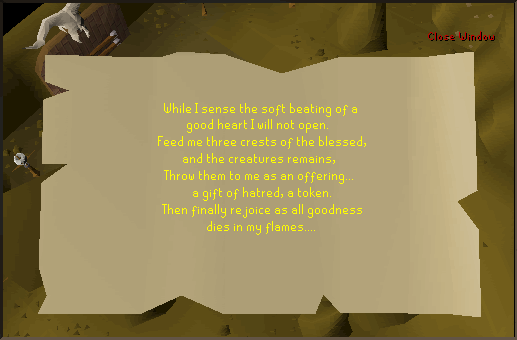 Close Window
While I sense the soft beating of a
good heart I will not open.
Feed me three crests of the blessed,
and the creatures remains,
Throw them to me as an offering...
a gift of hatred, a token.
Then finally rejoice as all goodness
dies in my flames....